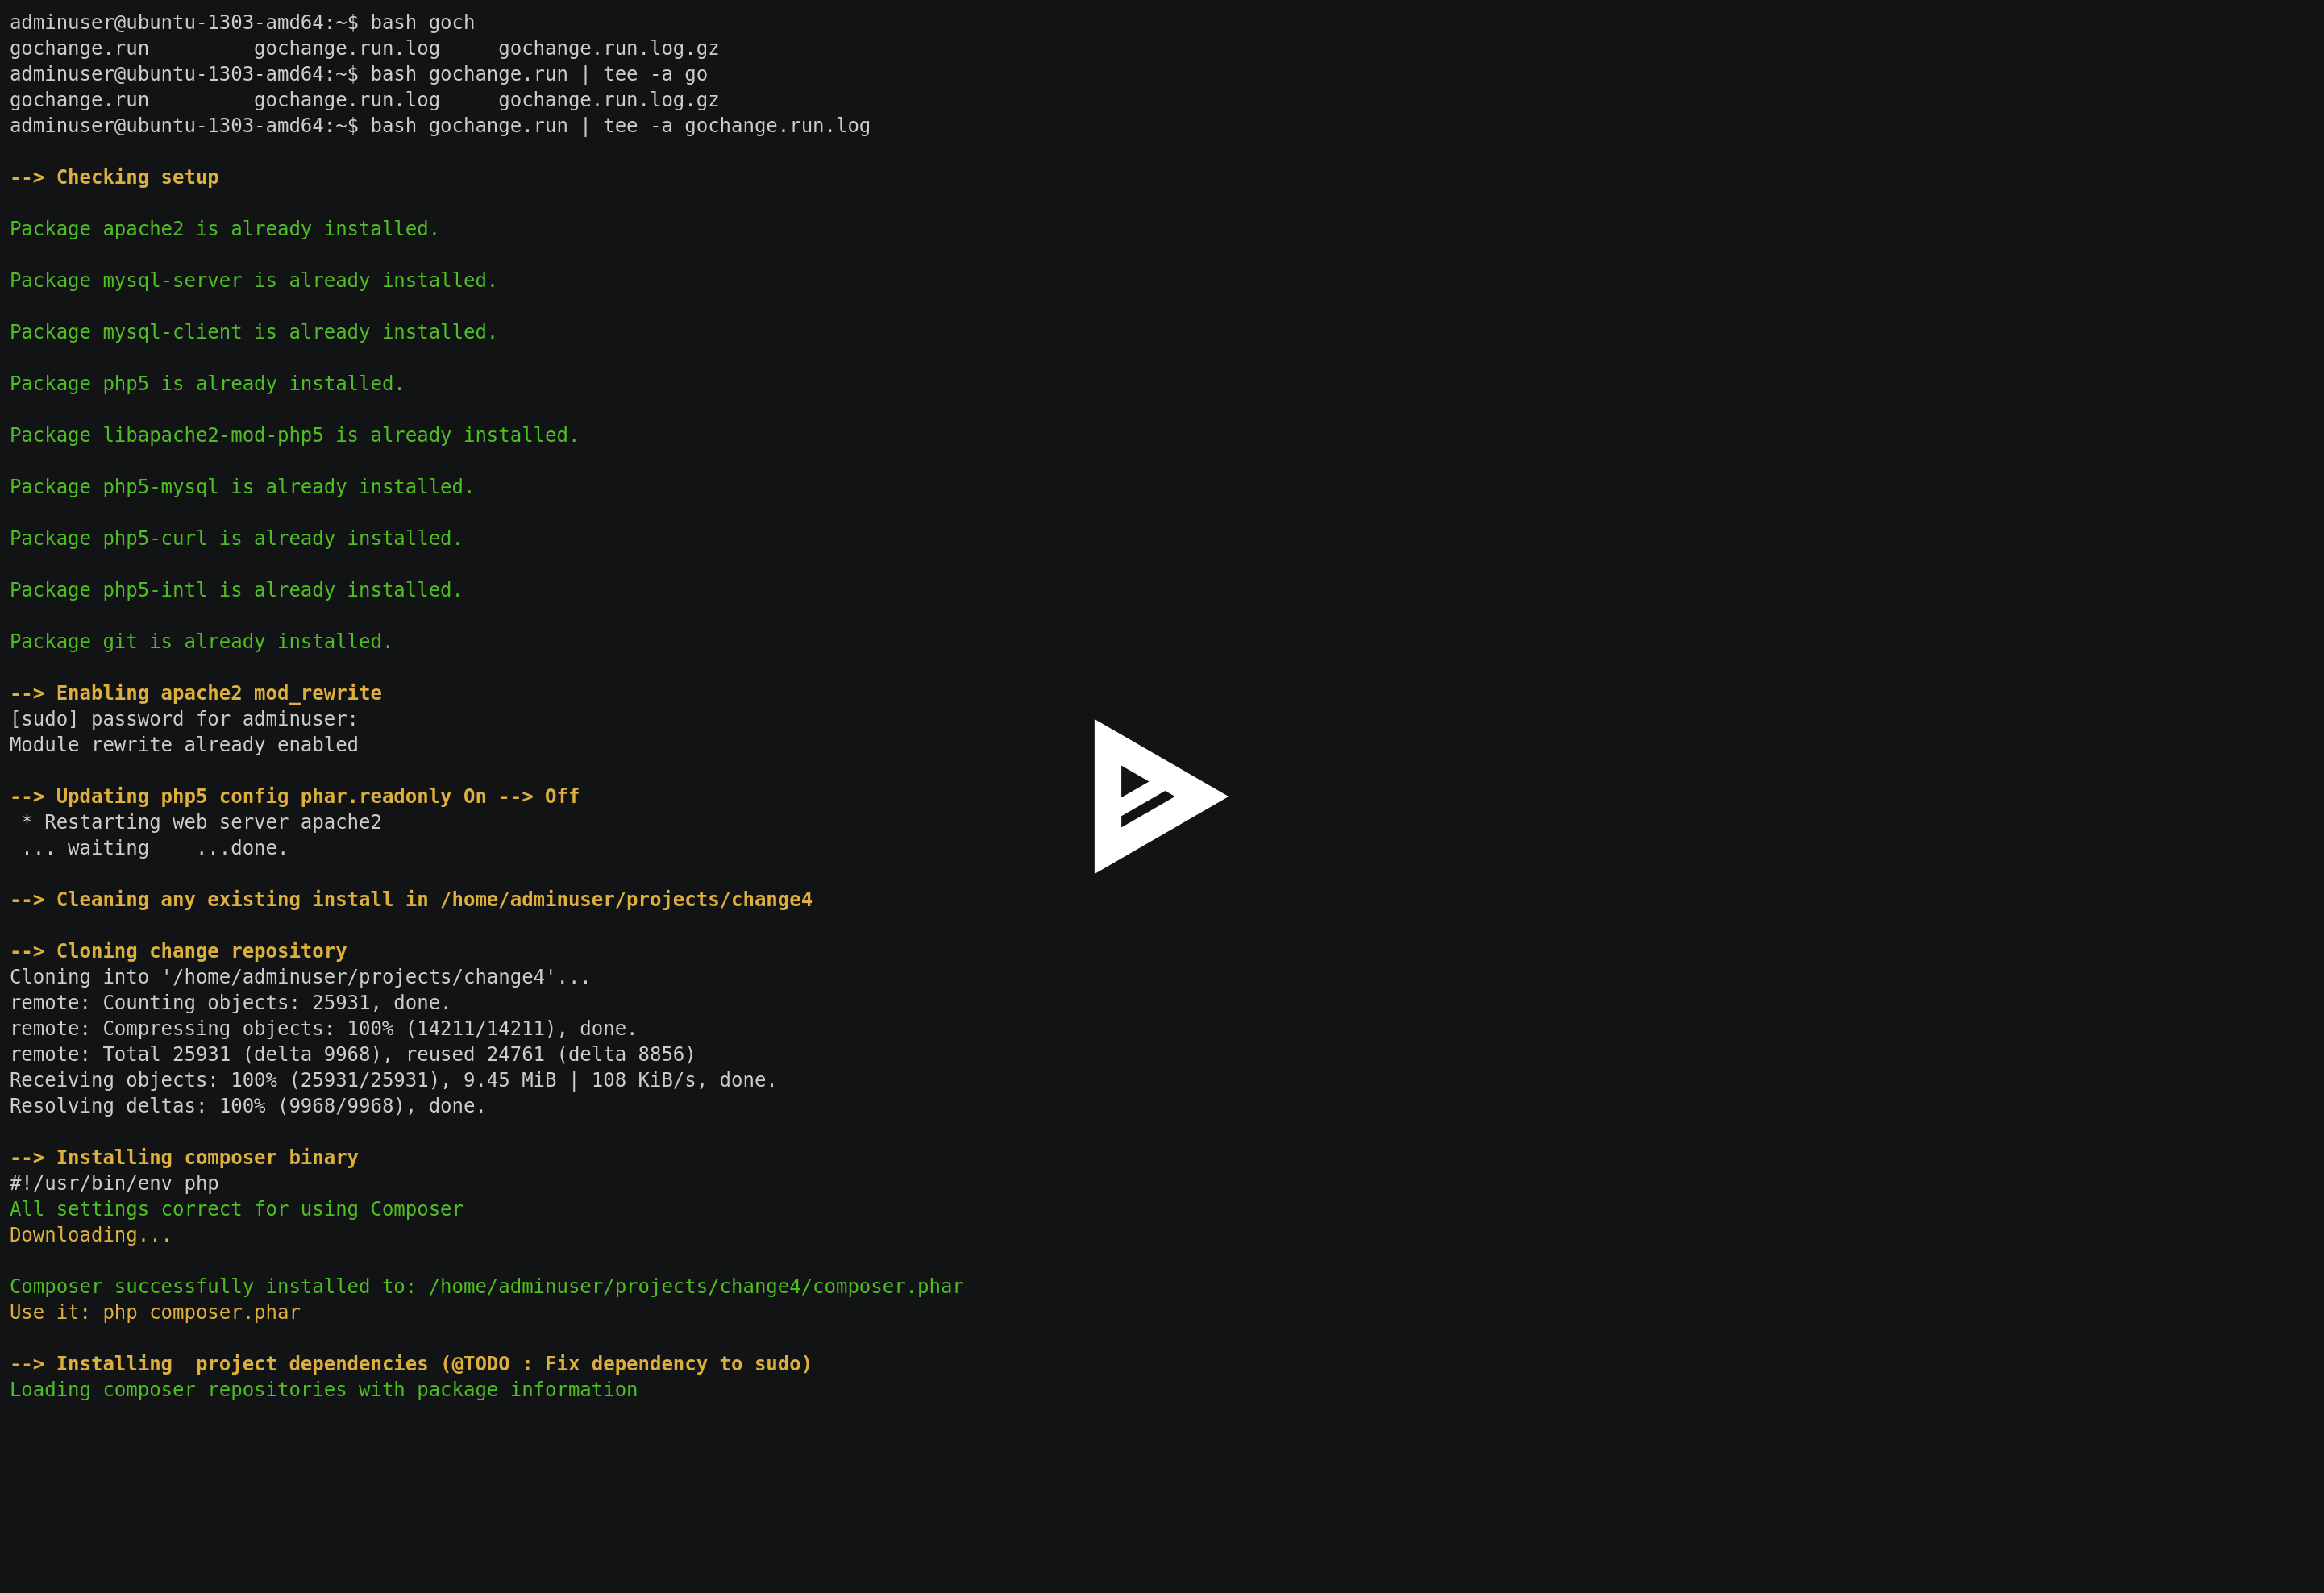 adminuser@ubuntu-1303-amd64:~$ bash goch
gochange.run         gochange.run.log     gochange.run.log.gz
adminuser@ubuntu-1303-amd64:~$ bash gochange.run | tee -a go
gochange.run         gochange.run.log     gochange.run.log.gz
adminuser@ubuntu-1303-amd64:~$ bash gochange.run | tee -a gochange.run.log
--> Checking setup
Package apache2 is already installed.
Package mysql-server is already installed.
Package mysql-client is already installed.
Package php5 is already installed.
Package libapache2-mod-php5 is already installed.
Package php5-mysql is already installed.
Package php5-curl is already installed.
Package php5-intl is already installed.
Package git is already installed.
--> Enabling apache2 mod_rewrite
[sudo] password for adminuser:
Module rewrite already enabled
--> Updating php5 config phar.readonly On --> Off
 * Restarting web server apache2
 ... waiting    ...done.
--> Cleaning any existing install in /home/adminuser/projects/change4
--> Cloning change repository
Cloning into '/home/adminuser/projects/change4'...
remote: Counting objects: 25931, done.
remote: Compressing objects: 100% (14211/14211), done.
remote: Total 25931 (delta 9968), reused 24761 (delta 8856)
Receiving objects: 100% (25931/25931), 9.45 MiB | 108 KiB/s, done.
Resolving deltas: 100% (9968/9968), done.
--> Installing composer binary
#!/usr/bin/env php
All settings correct for using Composer
Downloading...
Composer successfully installed to: /home/adminuser/projects/change4/composer.phar
Use it: php composer.phar
--> Installing  project dependencies (@TODO : Fix dependency to sudo)
Loading composer repositories with package information